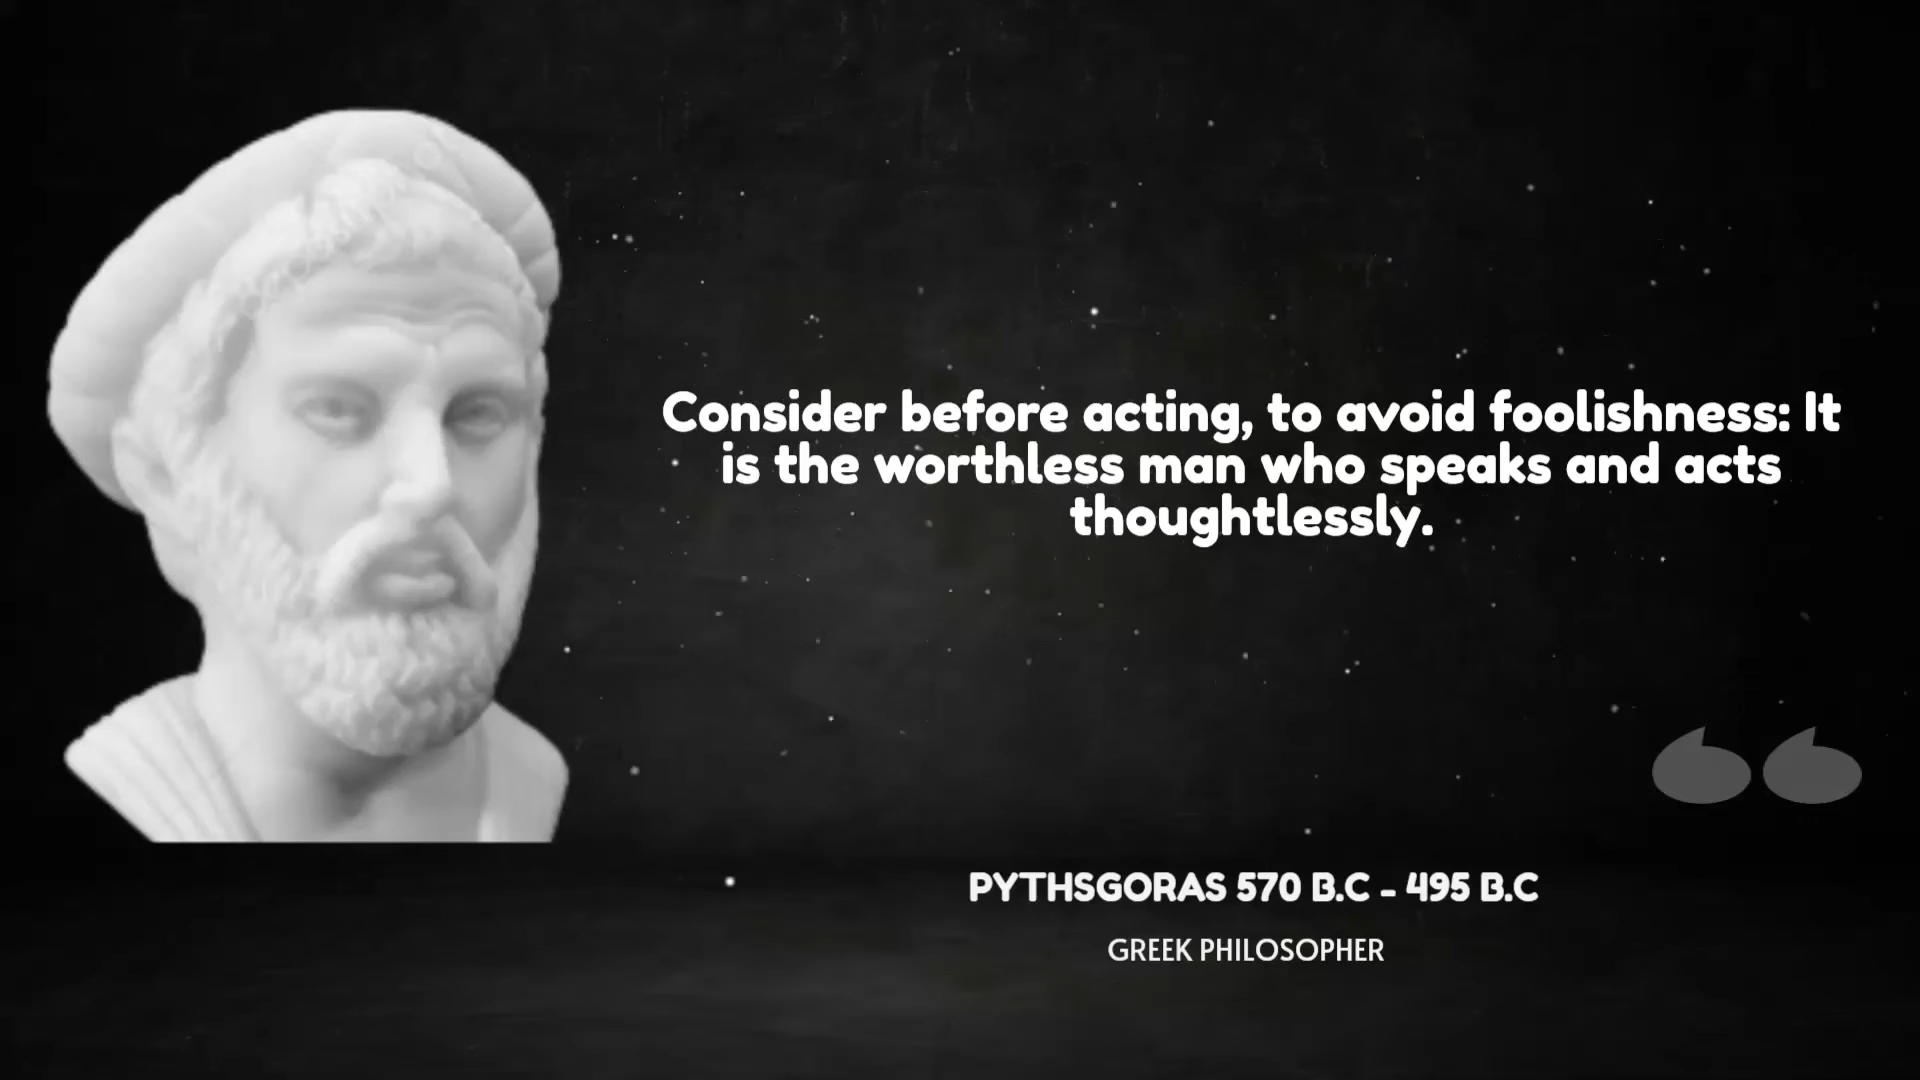 Consider before acting, to avoid foolishness: It
is the worthless man who speaks and acts
thoughtlessly.
PYTHSGORAS 570 B.C - 495 B.C
GREEK PHILOSOPHER